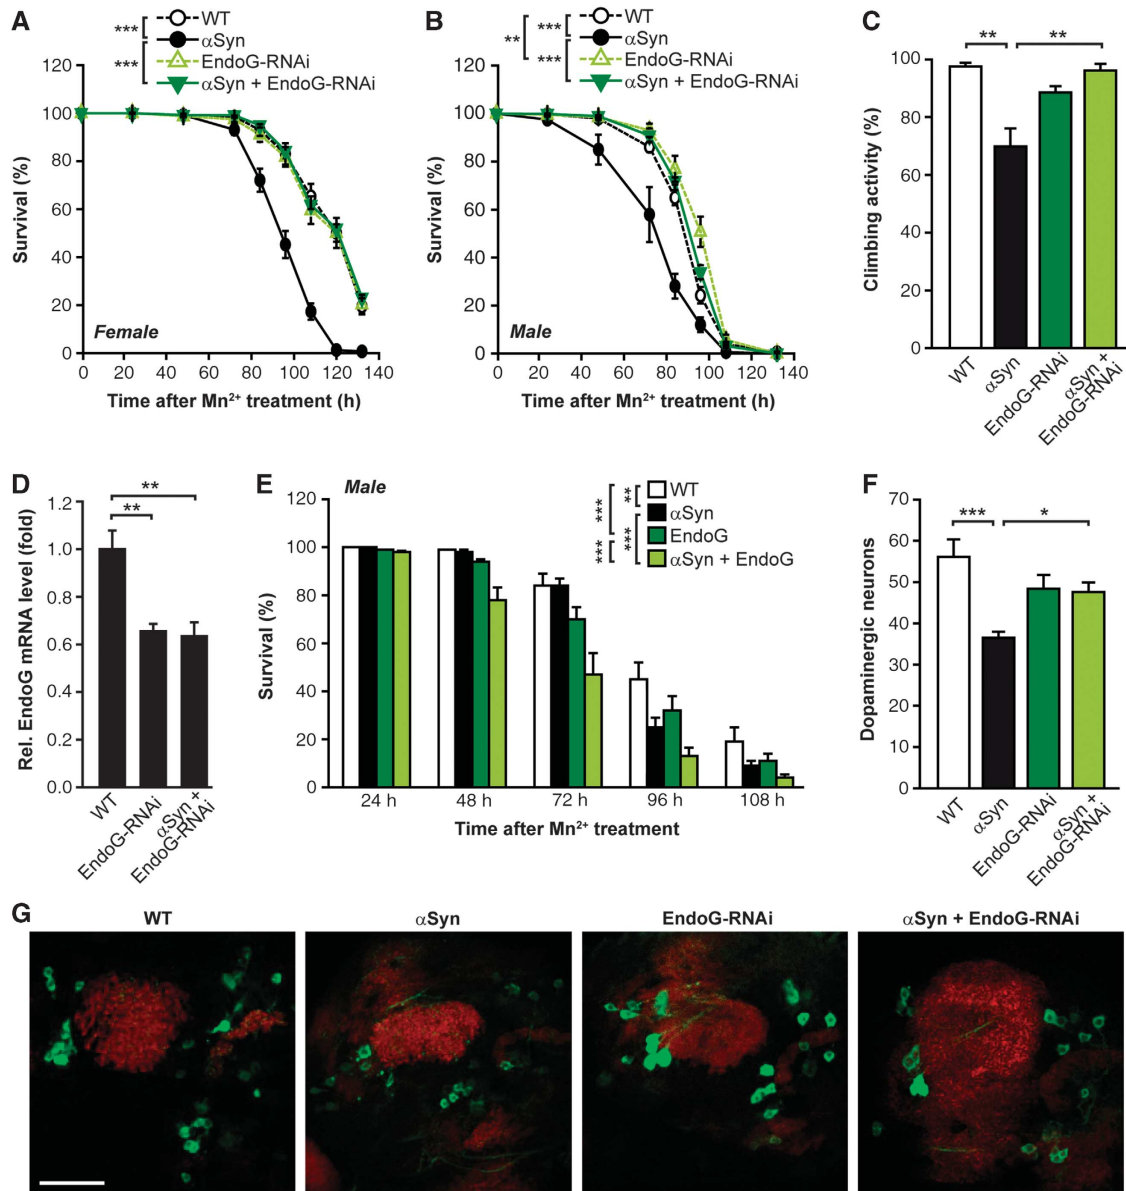 A
WT
αSyn
EndoG-RNAi
αSyn + EndoG-RNAi
***
***
Survival (%)
120
100
80
60
40
20
0
Female
0 20 40 60 80 100 120 140
Time after Mn2+ treatment (h)
B
WT
αSyn
EndoG-RNAi
αSyn + EndoG-RNAi
**
***
***
Survival (%)
120
100
80
60
40
20
0
Male
0 20 40 60 80 100 120 140
Time after Mn2+ treatment (h)
C
** **
Climbing activity (%)
100
80
60
40
20
0
WT
αSyn
EndoG-RNAi
αSyn +
EndoG-RNAi
D
**
**
Rel. EndoG mRNA level (fold)
1.2
1.0
0.8
0.6
0.4
0.2
0.0
WT
EndoG-RNAi
αSyn +
EndoG-RNAi
E
Male
WT
αSyn
EndoG
αSyn + EndoG
**
***
***
***
Survival (%)
120
100
80
60
40
20
0
24 h 48 h 72 h 96 h 108 h
Time after Mn2+ treatment
F
*** *
Dopaminergic neurons
70
60
50
40
30
20
10
0
WT
αSyn
EndoG-RNAi
αSyn +
EndoG-RNAi
G
WT αSyn EndoG-RNAi αSyn + EndoG-RNAi